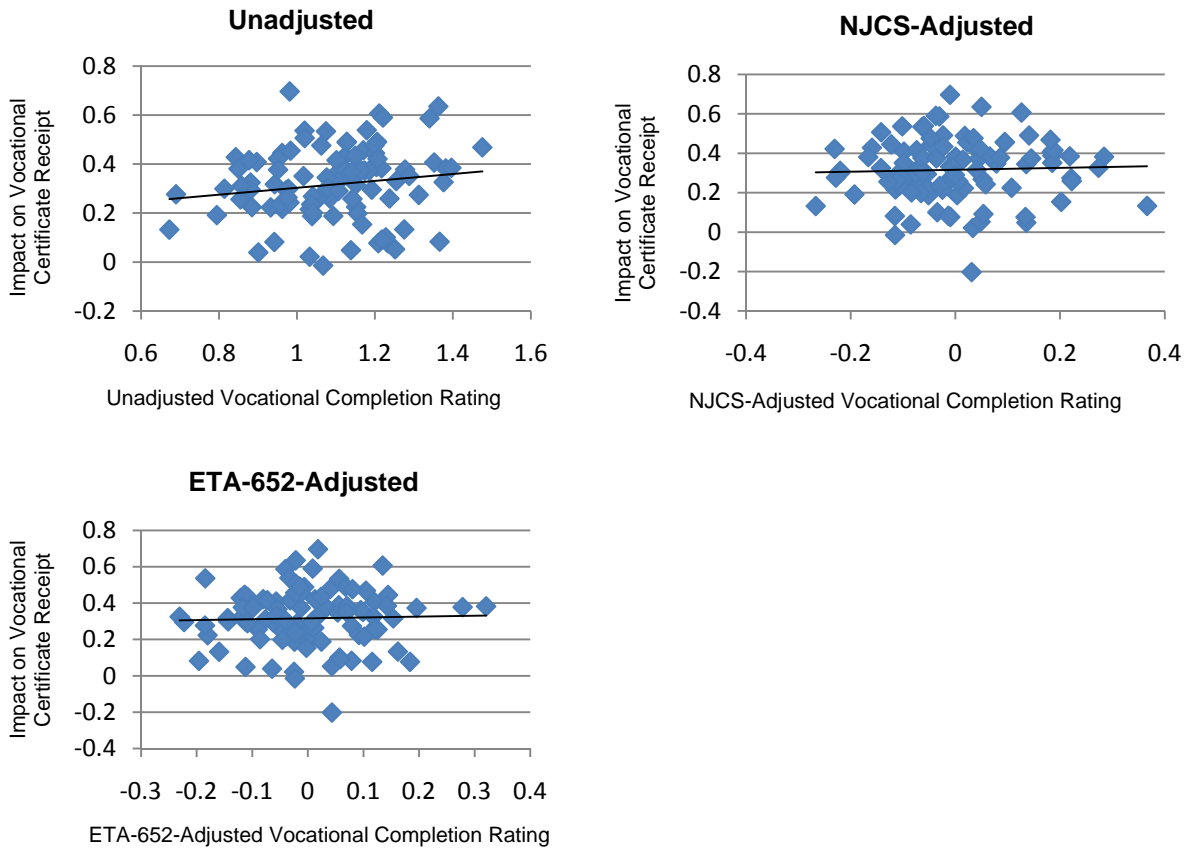 Unadjusted
0.8
0.6
0.4
0.2
0
-0.2
Impact on Vocational
Certificate Receipt
0.6 0.8 1 1.2 1.4 1.6
Unadjusted Vocational Completion Rating
NJCS-Adjusted
0.8
0.6
0.4
0.2
0
-0.2
-0.4
Impact on Vocational
Certificate Receipt
-0.4 -0.2 0 0.2 0.4
NJCS-Adjusted Vocational Completion Rating
ETA-652-Adjusted
0.8
0.6
0.4
0.2
0
-0.2
-0.4
Impact on Vocational
Certificate Receipt
-0.3 -0.2 -0.1 0 0.1 0.2 0.3 0.4
ETA-652-Adjusted Vocational Completion Rating